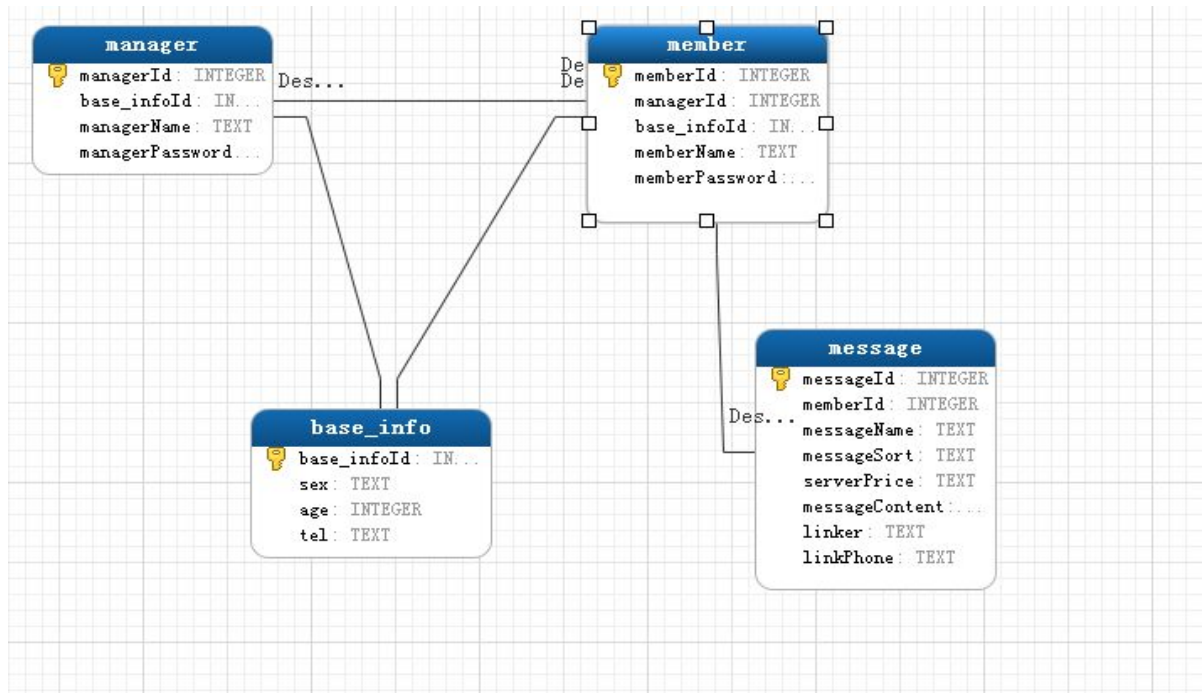 manager
managerId: INTEGER
base_infoId: IN...
managerName: TEXT
managerPassword...
Des...
De
De
member
memberId: INTEGER
managerId: INTEGER
base_infoId: IN...
memberName: TEXT
memberPassword:...
base_info
base_infoId: IN...
sex: TEXT
age: INTEGER
tel: TEXT
Des...
message
messageId: INTEGER
memberId: INTEGER
messageName: TEXT
messageSort: TEXT
serverPrice: TEXT
messageContent:...
linker: TEXT
linkPhone: TEXT